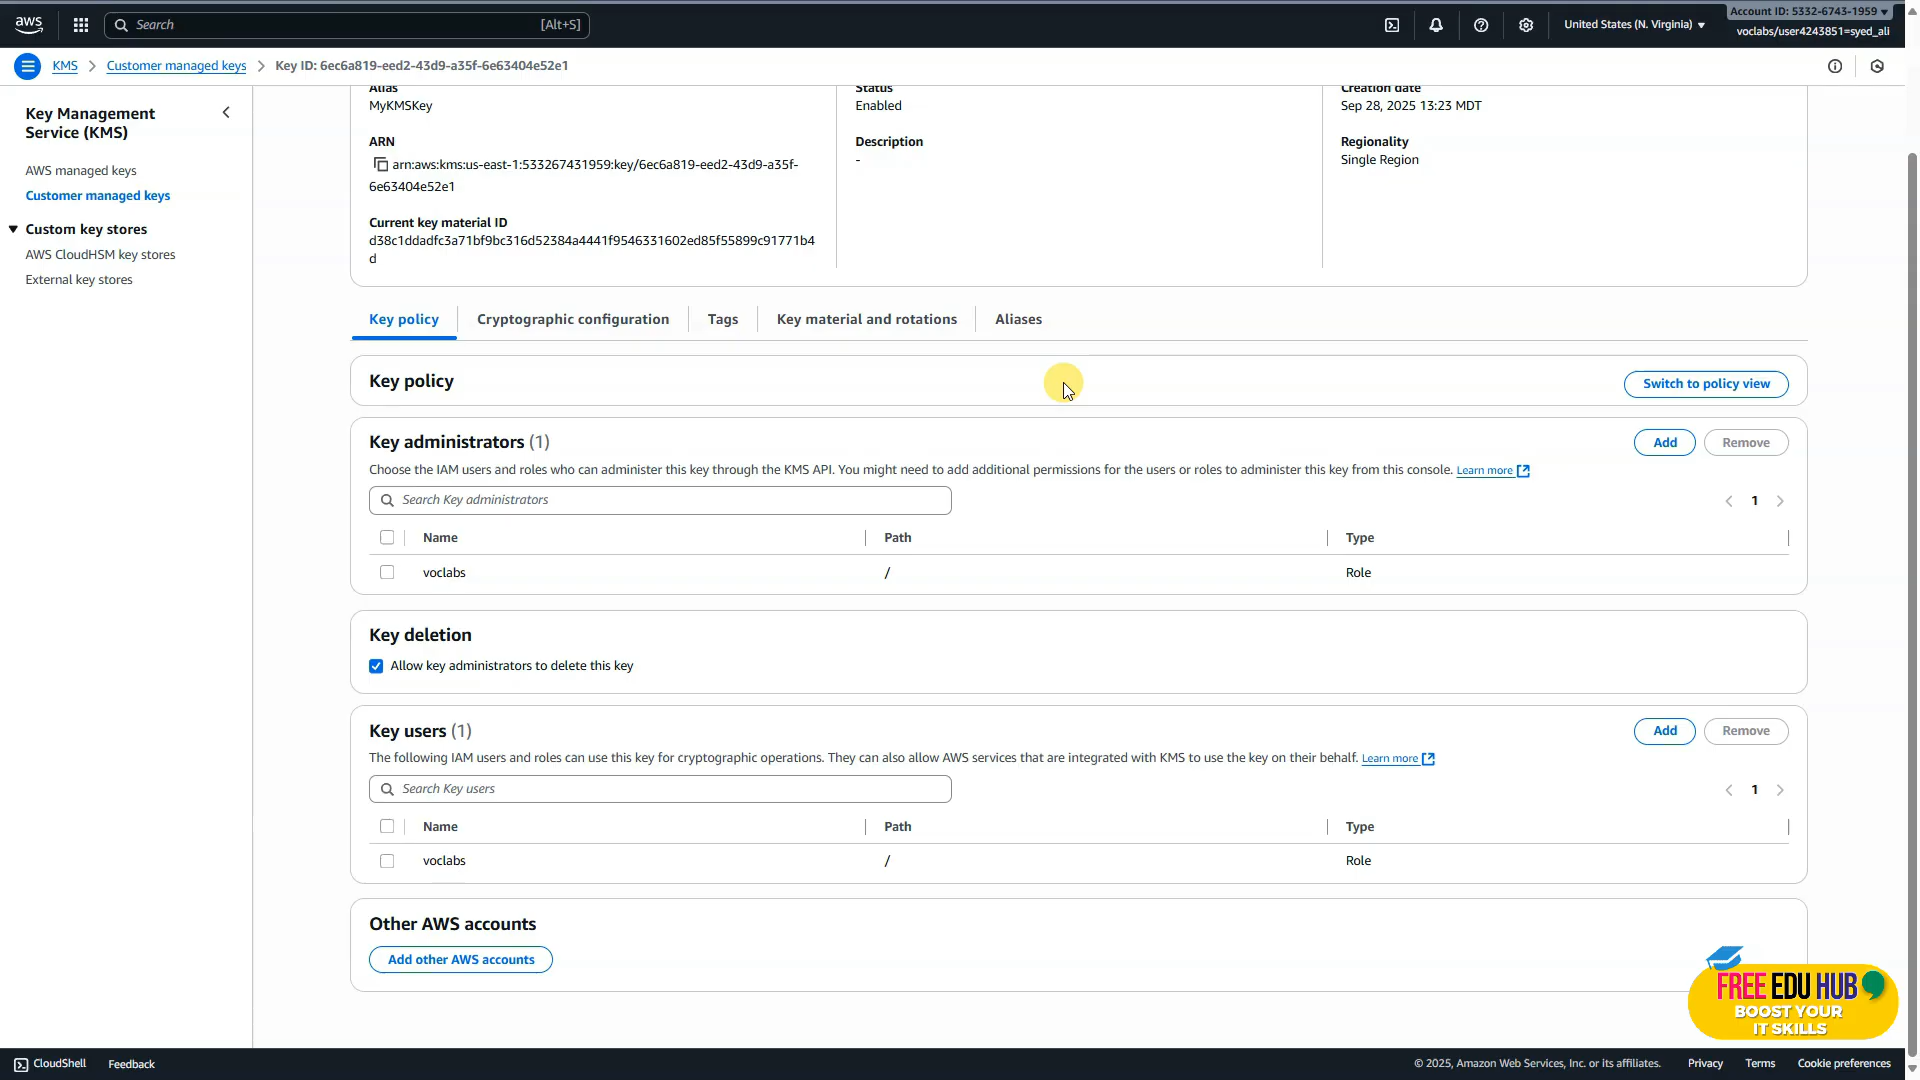 aws
Search [Alt+S]
United States (N. Virginia)
Account ID: 5332-6743-1959
voclabs/user4243851=syed_ali
KMS > Customer managed keys > Key ID: 6ec6a819-eed2-43d9-a35f-6e63404e52e1
Key Management
Service (KMS)
AWS managed keys
Customer managed keys
Custom key stores
AWS CloudHSM key stores
External key stores
Alias
MyKMSKey
ARN
arn:aws:kms:us-east-1:533267431959:key/6ec6a819-eed2-43d9-a35f-
6e63404e52e1
Current key material ID
d38c1ddadfc3a71bf9bc316d52384a4441f9546331602ed85f55899c91771b4
d
Status
Enabled
Description
-
Creation date
Sep 28, 2025 13:23 MDT
Regionality
Single Region
Key policy
Cryptographic configuration
Tags
Key material and rotations
Aliases
Key policy
Switch to policy view
Key administrators (1)
Add
Remove
Choose the IAM users and roles who can administer this key through the KMS API. You might need to add additional permissions for the users or roles to administer this key from this console. Learn more
Search Key administrators
1
Name Path Type
voclabs / Role
Key deletion
Allow key administrators to delete this key
Key users (1)
Add
Remove
The following IAM users and roles can use this key for cryptographic operations. They can also allow AWS services that are integrated with KMS to use the key on their behalf. Learn more
Search Key users
1
Name Path Type
voclabs / Role
Other AWS accounts
Add other AWS accounts
FREE EDU HUB
BOOST YOUR
IT SKILLS
CloudShell
Feedback
© 2025, Amazon Web Services, Inc. or its affiliates.
Privacy
Terms
Cookie preferences